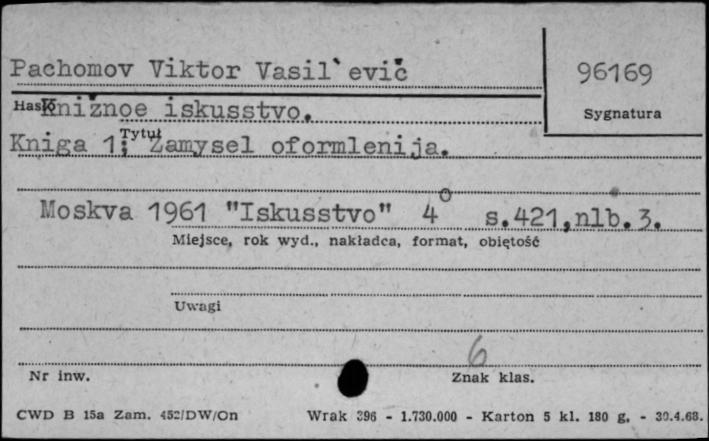 Pachomov Viktor Vasil`evič
96169
Sygnatura
Hasło
Knižnoe iskusstvo.
Tytuł
Kniga 1: Zamysel oformlenija.
Moskva 1961 "Iskusstvo" 4° s.421,nlb.3.
Miejsce, rok wyd., nakładca, format, objętość
Uwagi
6
Nr inw. Znak klas.
CWD B 15a Zam. 452/DW/On Wrak 396 - 1.730.000 - Karton 5 kl. 180 g. - 30.4.68.